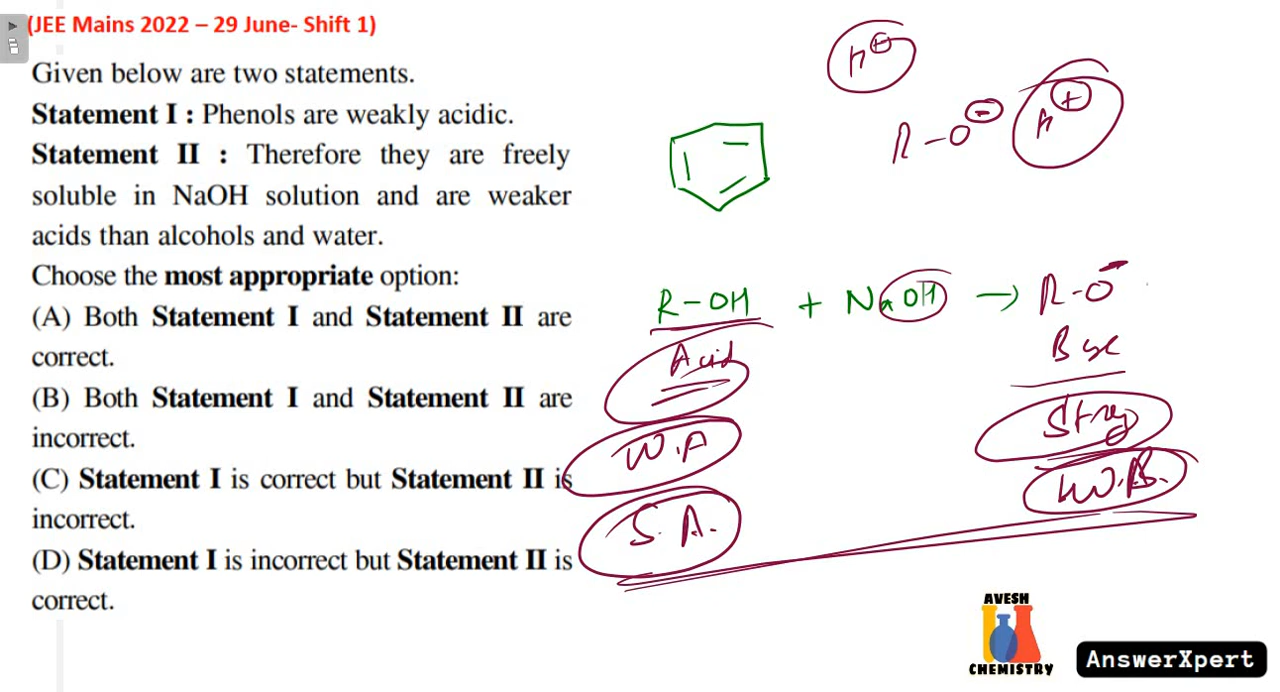 (JEE Mains 2022 – 29 June- Shift 1)
Given below are two statements.
Statement I : Phenols are weakly acidic.
Statement II : Therefore they are freely
soluble in NaOH solution and are weaker
acids than alcohols and water.
Choose the most appropriate option:
(A) Both Statement I and Statement II are
correct.
(B) Both Statement I and Statement II are
incorrect.
(C) Statement I is correct but Statement II is
incorrect.
(D) Statement I is incorrect but Statement II is
correct.
H⊕
R-O⊖ H⊕
R-OH + NaOH → R-O⁻
Acid
W.A
S.A.
Base
Strong
W.B.
AVESH
CHEMISTRY
AnswerXpert